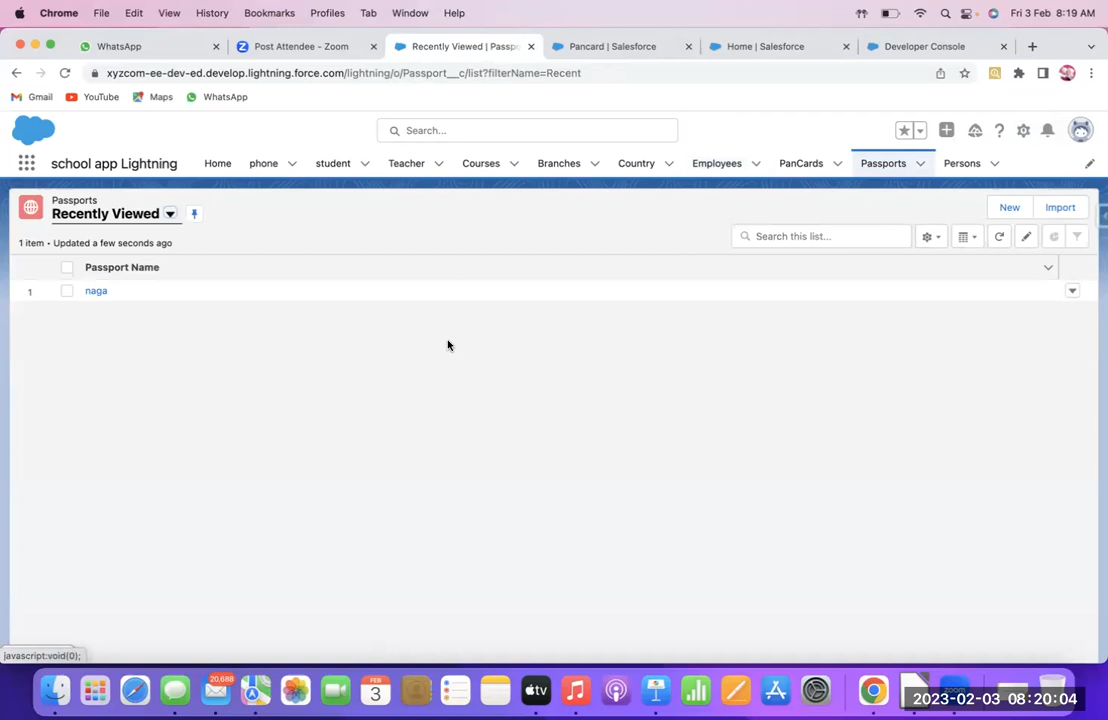 Chrome File Edit View History Bookmarks Profiles Tab Window Help Fri 3 Feb 8:19 AM
WhatsApp Post Attendee - Zoom Recently Viewed | Passpo Pancard | Salesforce Home | Salesforce Developer Console
xyzcom-ee-dev-ed.develop.lightning.force.com/lightning/o/Passport__c/list?filterName=Recent
Gmail YouTube Maps WhatsApp
Search...
school app Lightning Home phone student Teacher Courses Branches Country Employees PanCards Passports Persons
Passports
Recently Viewed
New Import
1 item • Updated a few seconds ago
Search this list...
Passport Name
1 naga
javascript:void(0);
20,688
FEB
3
tv
2023-02-03 08:20:04